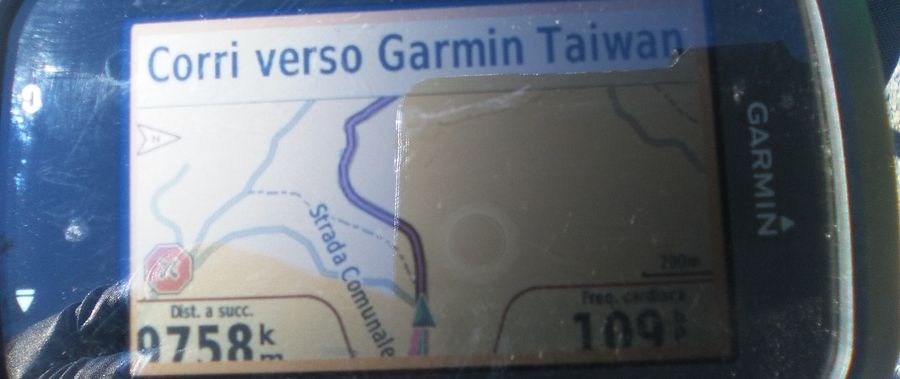 Corri verso Garmin Taiwan
GARMIN
N
Strada Comunale
200m
Dist. a succ.
9758 k
m
Freq. cardiaca
109